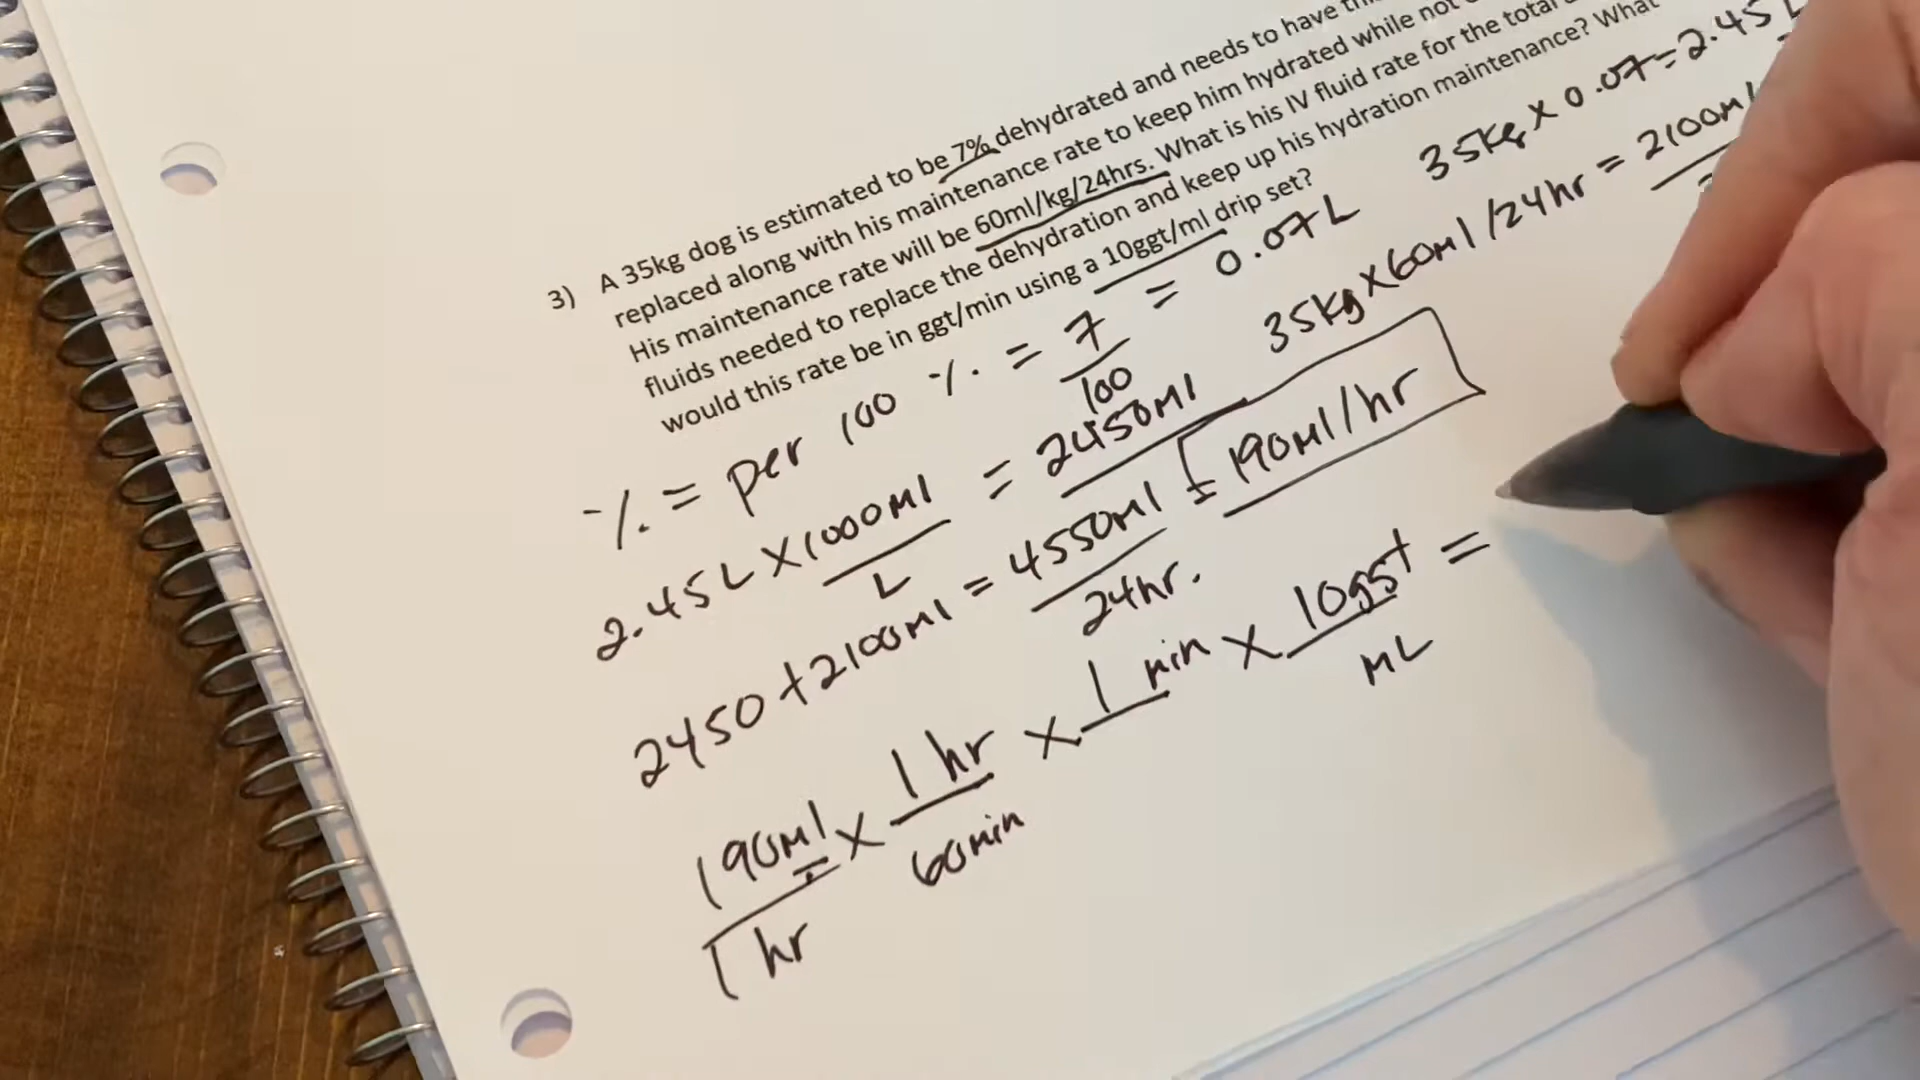 3) A 35kg dog is estimated to be 7% dehydrated and needs to have
replaced along with his maintenance rate to keep him hydrated while not
His maintenance rate will be 60ml/kg/24hrs. What is his IV fluid rate for the total
fluids needed to replace the dehydration and keep up his hydration maintenance? What
would this rate be in ggt/min using a 10ggt/ml drip set?
% = per 100 % = 7/100 = 0.07L
35kg x 0.07 = 2.45 L
35kg x 60ml/24hr = 2100ml
2.45L x 1000ml/L = 2450ml
2450 + 2100ml = 4550ml/24hr. = 190ml/hr
190ml/1hr x 1hr/60min x 1min x 10ggt/mL =